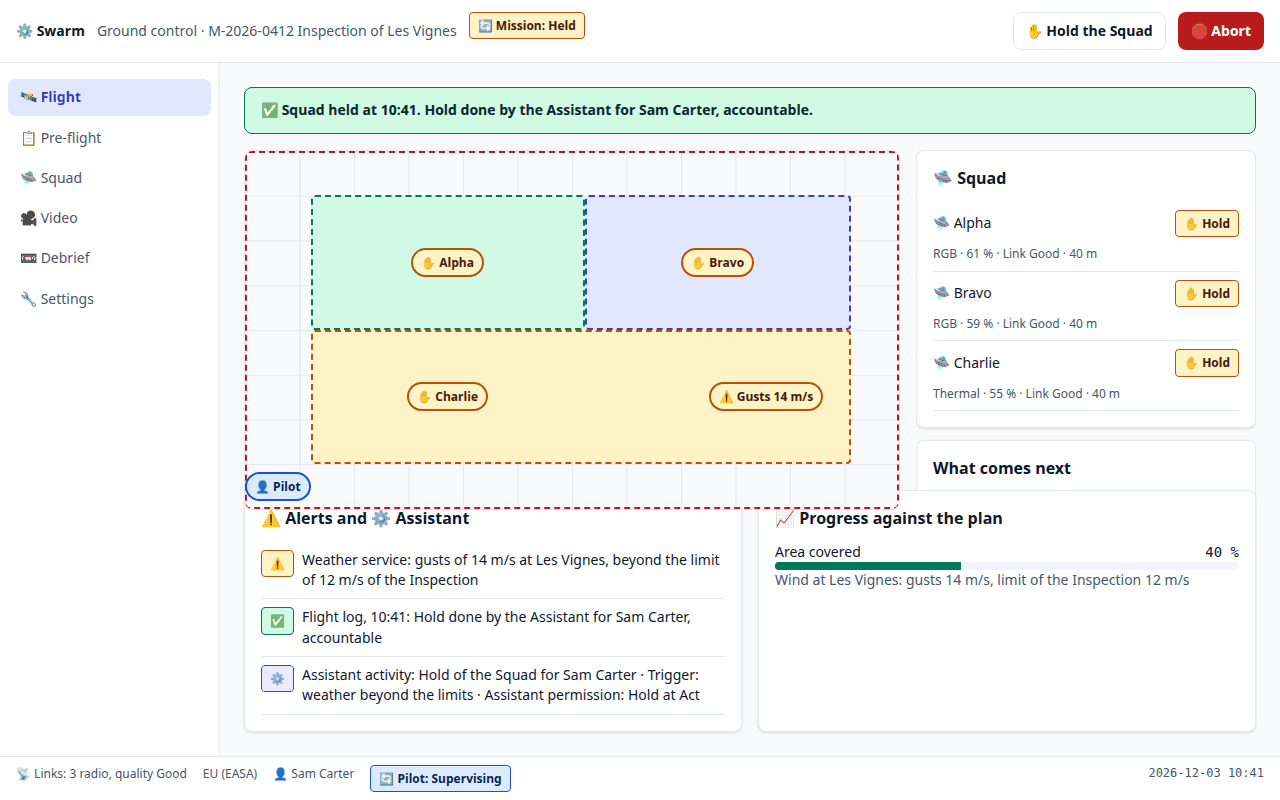 ⚙️ Swarm Ground control · M-2026-0412 Inspection of Les Vignes 🔄 Mission: Held ✋ Hold the Squad 🛑 Abort
🛰️ Flight
📋 Pre-flight
🛸 Squad
🎥 Video
📼 Debrief
🔧 Settings
✅ Squad held at 10:41. Hold done by the Assistant for Sam Carter, accountable.
✋ Alpha
✋ Bravo
✋ Charlie
⚠️ Gusts 14 m/s
👤 Pilot
🛸 Squad
🛸 Alpha ✋ Hold
RGB · 61 % · Link Good · 40 m
🛸 Bravo ✋ Hold
RGB · 59 % · Link Good · 40 m
🛸 Charlie ✋ Hold
Thermal · 55 % · Link Good · 40 m
What comes next
⚠️ Alerts and ⚙️ Assistant
⚠️ Weather service: gusts of 14 m/s at Les Vignes, beyond the limit
of 12 m/s of the Inspection
✅ Flight log, 10:41: Hold done by the Assistant for Sam Carter,
accountable
⚙️ Assistant activity: Hold of the Squad for Sam Carter · Trigger:
weather beyond the limits · Assistant permission: Hold at Act
📈 Progress against the plan
Area covered 40 %
Wind at Les Vignes: gusts 14 m/s, limit of the Inspection 12 m/s
📡 Links: 3 radio, quality Good EU (EASA) 👤 Sam Carter 🔄 Pilot: Supervising 2026-12-03 10:41